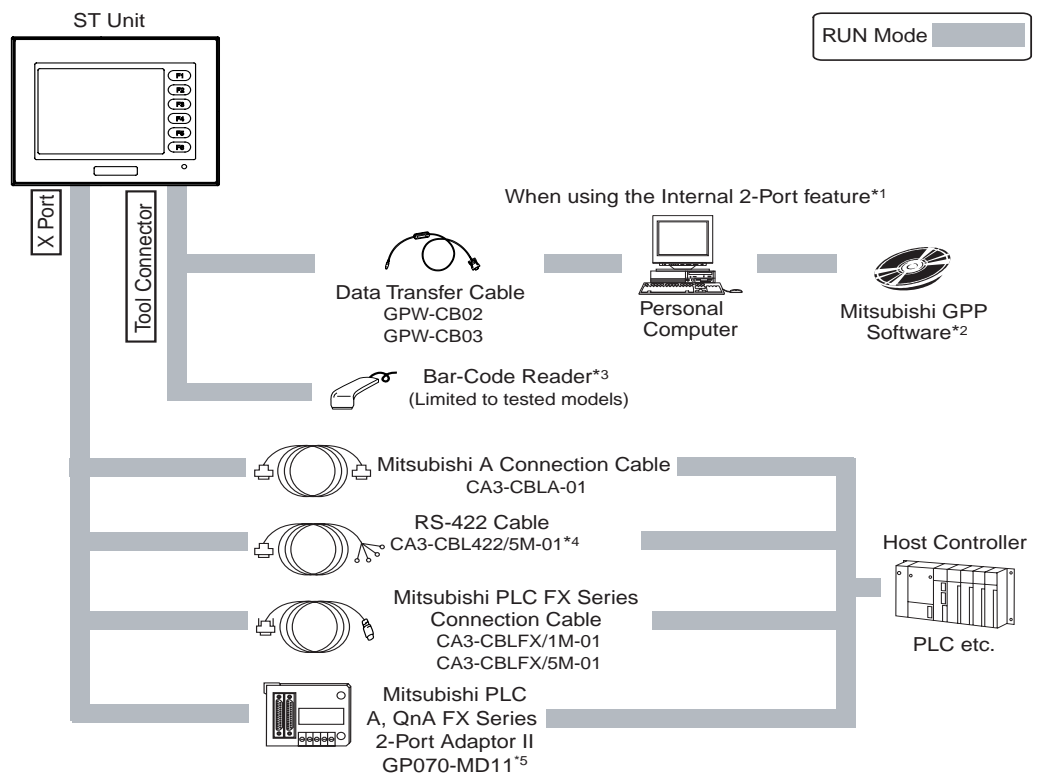 ST Unit
RUN Mode
F1
F2
F3
F4
F5
F6
X Port
Tool Connector
When using the Internal 2-Port feature*1
Data Transfer Cable
GPW-CB02
GPW-CB03
Personal
Computer
Mitsubishi GPP
Software*2
Bar-Code Reader*3
(Limited to tested models)
Mitsubishi A Connection Cable
CA3-CBLA-01
RS-422 Cable
CA3-CBL422/5M-01*4
Mitsubishi PLC FX Series
Connection Cable
CA3-CBLFX/1M-01
CA3-CBLFX/5M-01
Mitsubishi PLC
A, QnA FX Series
2-Port Adaptor II
GP070-MD11*5
Host Controller
PLC etc.